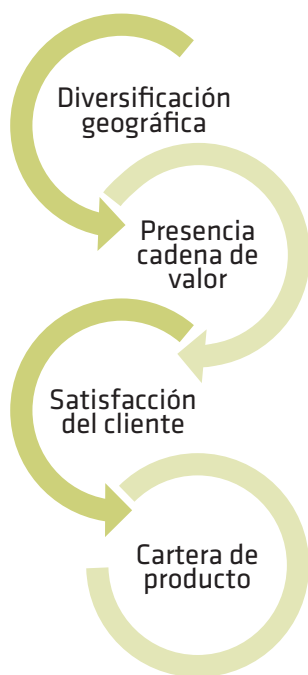 Diversificación
geográfica
Presencia
cadena de
valor
Satisfacción
del cliente
Cartera de
producto